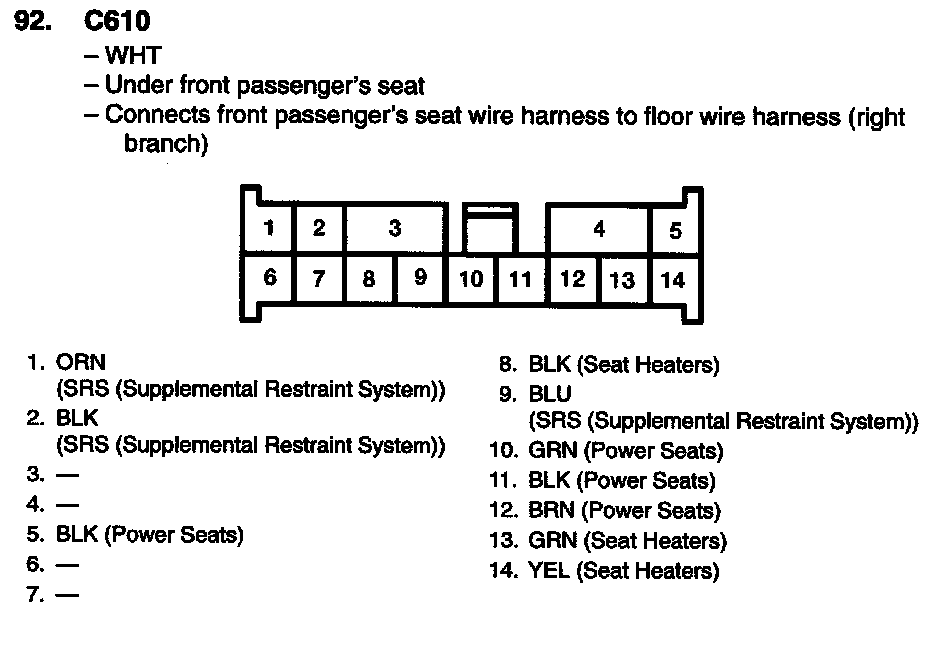 92. C610
– WHT
– Under front passenger's seat
– Connects front passenger's seat wire harness to floor wire harness (right
branch)
1 2 3 4 5
6 7 8 9 10 11 12 13 14
1. ORN
(SRS (Supplemental Restraint System))
2. BLK
(SRS (Supplemental Restraint System))
3. —
4. —
5. BLK (Power Seats)
6. —
7. —
8. BLK (Seat Heaters)
9. BLU
(SRS (Supplemental Restraint System))
10. GRN (Power Seats)
11. BLK (Power Seats)
12. BRN (Power Seats)
13. GRN (Seat Heaters)
14. YEL (Seat Heaters)